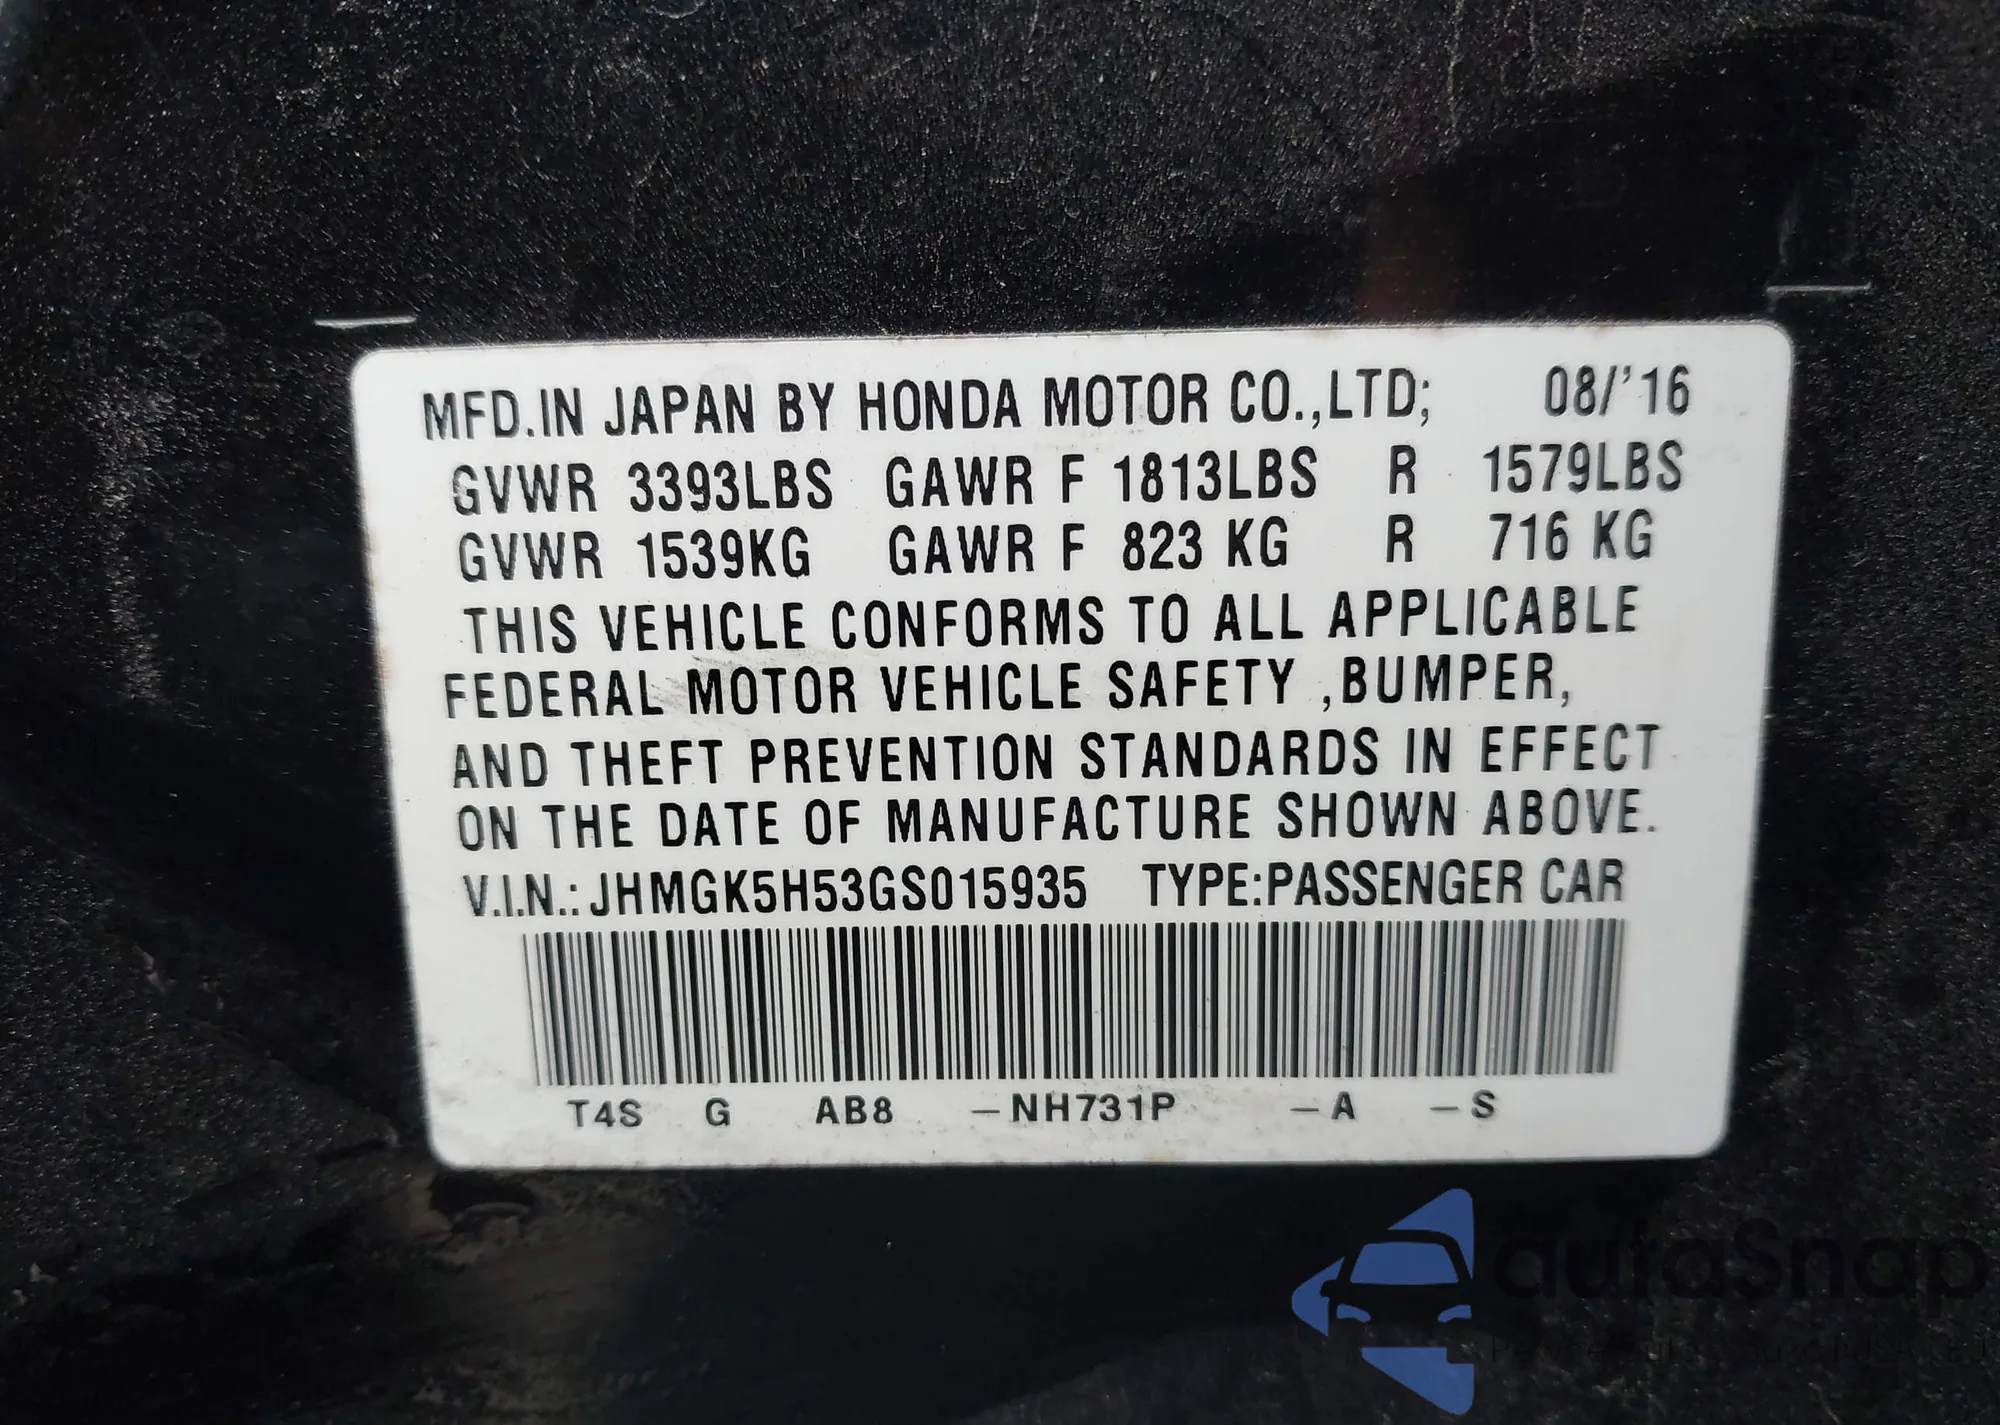 MFD.IN JAPAN BY HONDA MOTOR CO.,LTD; 08/'16
GVWR 3393LBS GAWR F 1813LBS R 1579LBS
GVWR 1539KG GAWR F 823 KG R 716 KG
THIS VEHICLE CONFORMS TO ALL APPLICABLE
FEDERAL MOTOR VEHICLE SAFETY ,BUMPER,
AND THEFT PREVENTION STANDARDS IN EFFECT
ON THE DATE OF MANUFACTURE SHOWN ABOVE.
V.I.N.: JHMGK5H53GS015935 TYPE:PASSENGER CAR
T4S G AB8 –NH731P –A –S
autaSnap